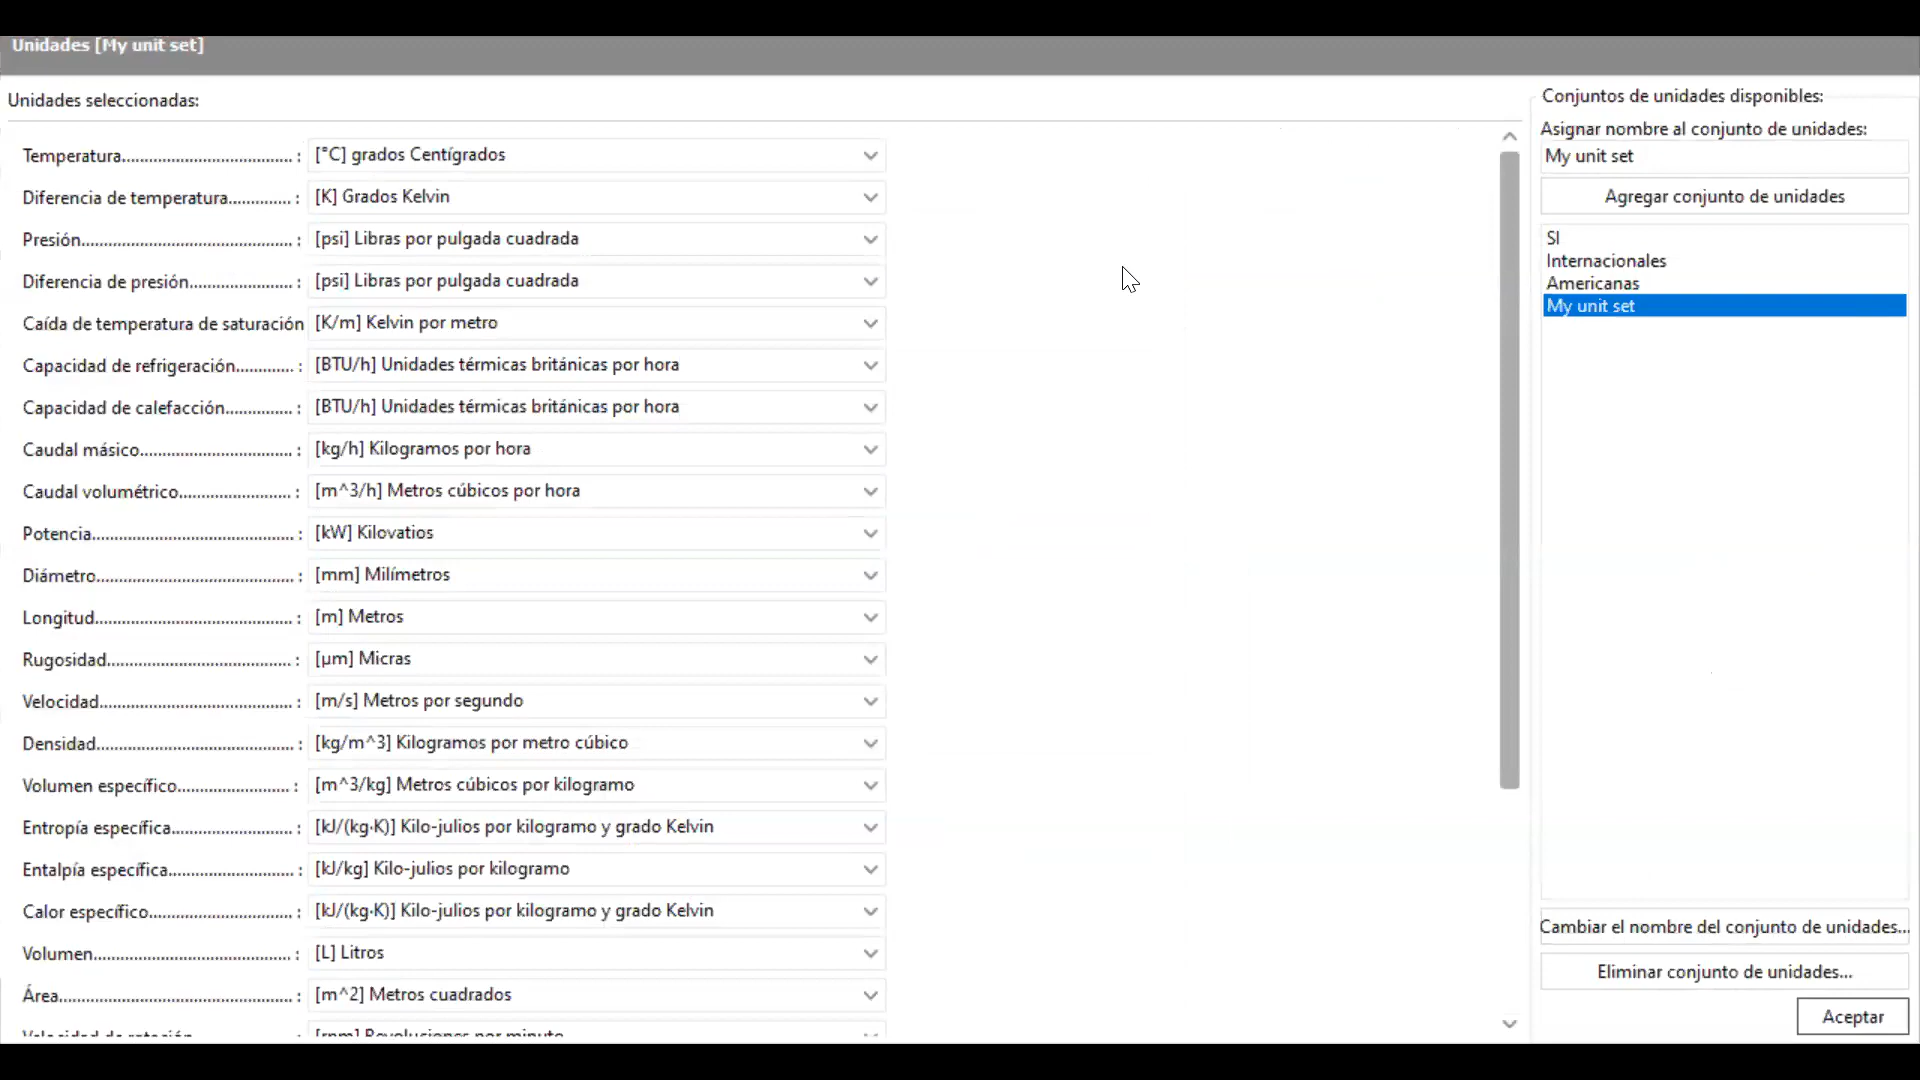 Unidades [My unit set]
Unidades seleccionadas:
Temperatura.................................... : [°C] grados Centígrados
Diferencia de temperatura.............. : [K] Grados Kelvin
Presión............................................ : [psi] Libras por pulgada cuadrada
Diferencia de presión...................... : [psi] Libras por pulgada cuadrada
Caída de temperatura de saturación [K/m] Kelvin por metro
Capacidad de refrigeración............. : [BTU/h] Unidades térmicas británicas por hora
Capacidad de calefacción............... : [BTU/h] Unidades térmicas británicas por hora
Caudal másico................................. : [kg/h] Kilogramos por hora
Caudal volumétrico........................ : [m^3/h] Metros cúbicos por hora
Potencia.......................................... : [kW] Kilovatios
Diámetro......................................... : [mm] Milímetros
Longitud.......................................... : [m] Metros
Rugosidad....................................... : [µm] Micras
Velocidad......................................... : [m/s] Metros por segundo
Densidad.......................................... : [kg/m^3] Kilogramos por metro cúbico
Volumen específico........................ : [m^3/kg] Metros cúbicos por kilogramo
Entropía específica.......................... : [kJ/(kg·K)] Kilo-julios por kilogramo y grado Kelvin
Entalpía específica........................... : [kJ/kg] Kilo-julios por kilogramo
Calor específico............................... : [kJ/(kg·K)] Kilo-julios por kilogramo y grado Kelvin
Volumen.......................................... : [L] Litros
Área.................................................. : [m^2] Metros cuadrados
Velocidad de rotación [rpm] Revoluciones por minuto
Conjuntos de unidades disponibles:
Asignar nombre al conjunto de unidades:
My unit set
Agregar conjunto de unidades
SI
Internacionales
Americanas
My unit set
Cambiar el nombre del conjunto de unidades...
Eliminar conjunto de unidades...
Aceptar